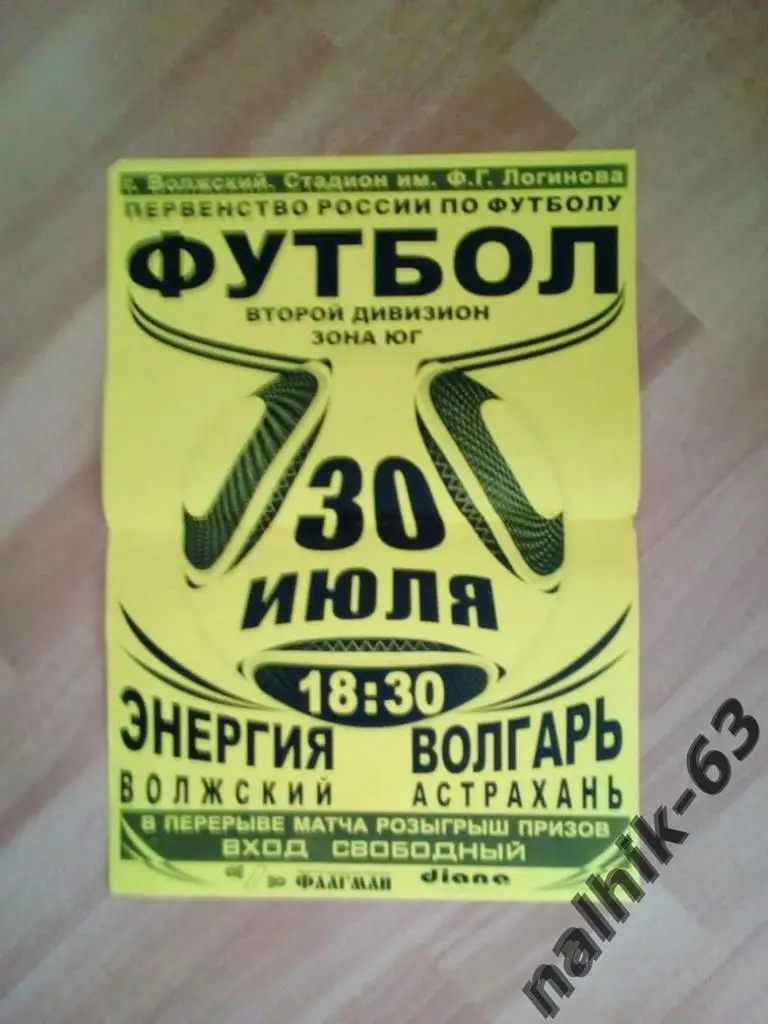 г. Волжский. Стадион им. Ф.Г. Логинова
ПЕРВЕНСТВО РОССИИ ПО ФУТБОЛУ
ФУТБОЛ
ВТОРОЙ ДИВИЗИОН
ЗОНА ЮГ
30
ИЮЛЯ
18:30
ЭНЕРГИЯ
ВОЛЖСКИЙ
ВОЛГАРЬ
АСТРАХАНЬ
В ПЕРЕРЫВЕ МАТЧА РОЗЫГРЫШ ПРИЗОВ
ВХОД СВОБОДНЫЙ
ФЛАГМАН
diana
nalhik-63